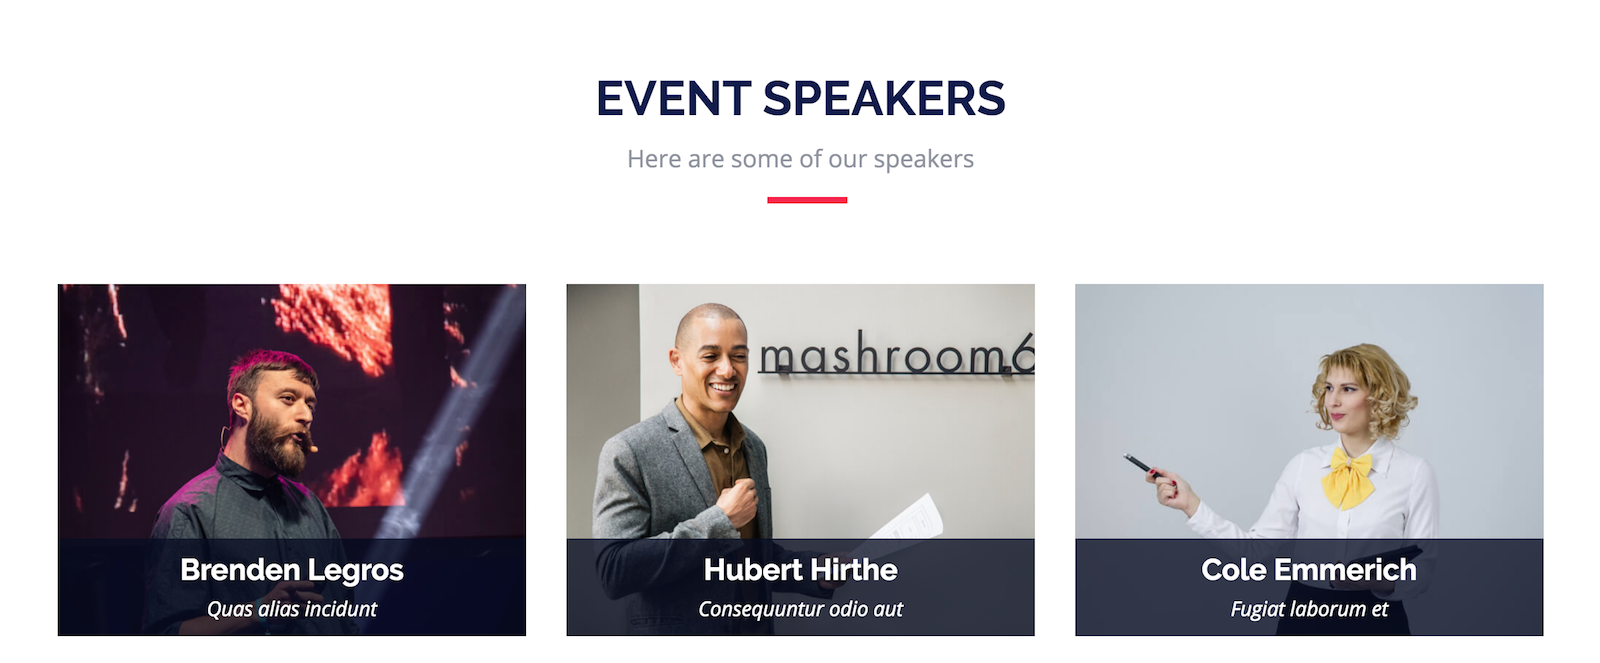 EVENT SPEAKERS
Here are some of our speakers
mashroom6
Brenden Legros
Quas alias incidunt
Hubert Hirthe
Consequuntur odio aut
Cole Emmerich
Fugiat laborum et